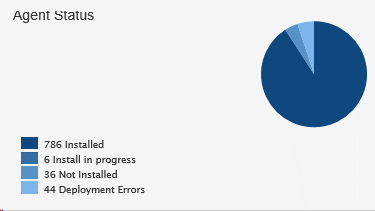 Agent Status
786 Installed
6 Install in progress
36 Not Installed
44 Deployment Errors